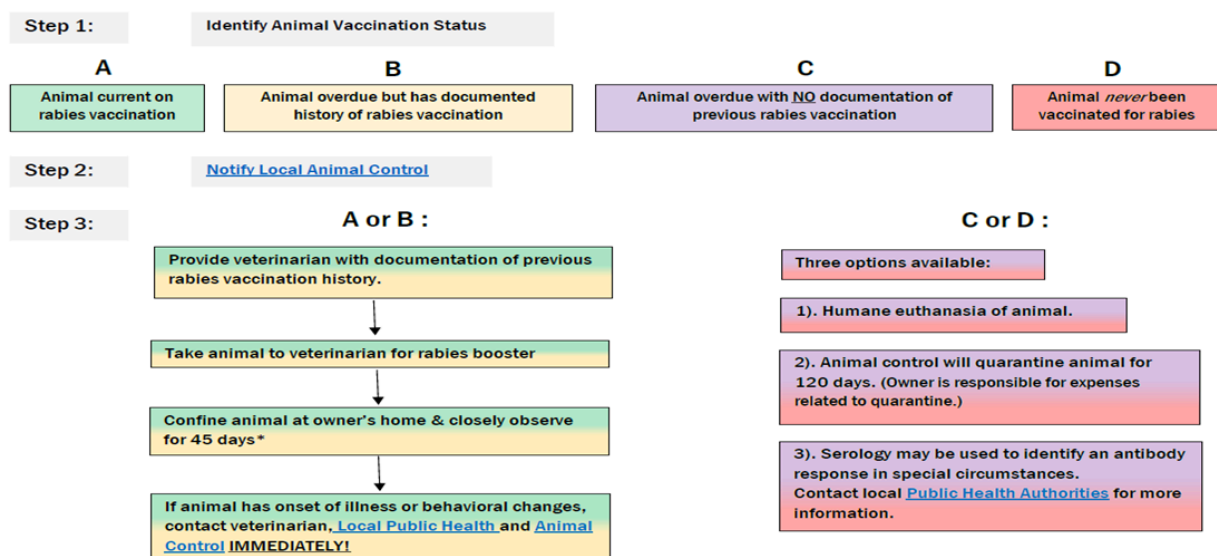 Step 1:
Identify Animal Vaccination Status
A
B
C
D
Animal current on
rabies vaccination
Animal overdue but has documented
history of rabies vaccination
Animal overdue with NO documentation of
previous rabies vaccination
Animal never been
vaccinated for rabies
Step 2:
Notify Local Animal Control
Step 3:
A or B :
Provide veterinarian with documentation of previous
rabies vaccination history.
Take animal to veterinarian for rabies booster
Confine animal at owner's home & closely observe
for 45 days*
If animal has onset of illness or behavioral changes,
contact veterinarian, Local Public Health and Animal
Control IMMEDIATELY!
C or D :
Three options available:
1). Humane euthanasia of animal.
2). Animal control will quarantine animal for
120 days. (Owner is responsible for expenses
related to quarantine.)
3). Serology may be used to identify an antibody
response in special circumstances.
Contact local Public Health Authorities for more
information.